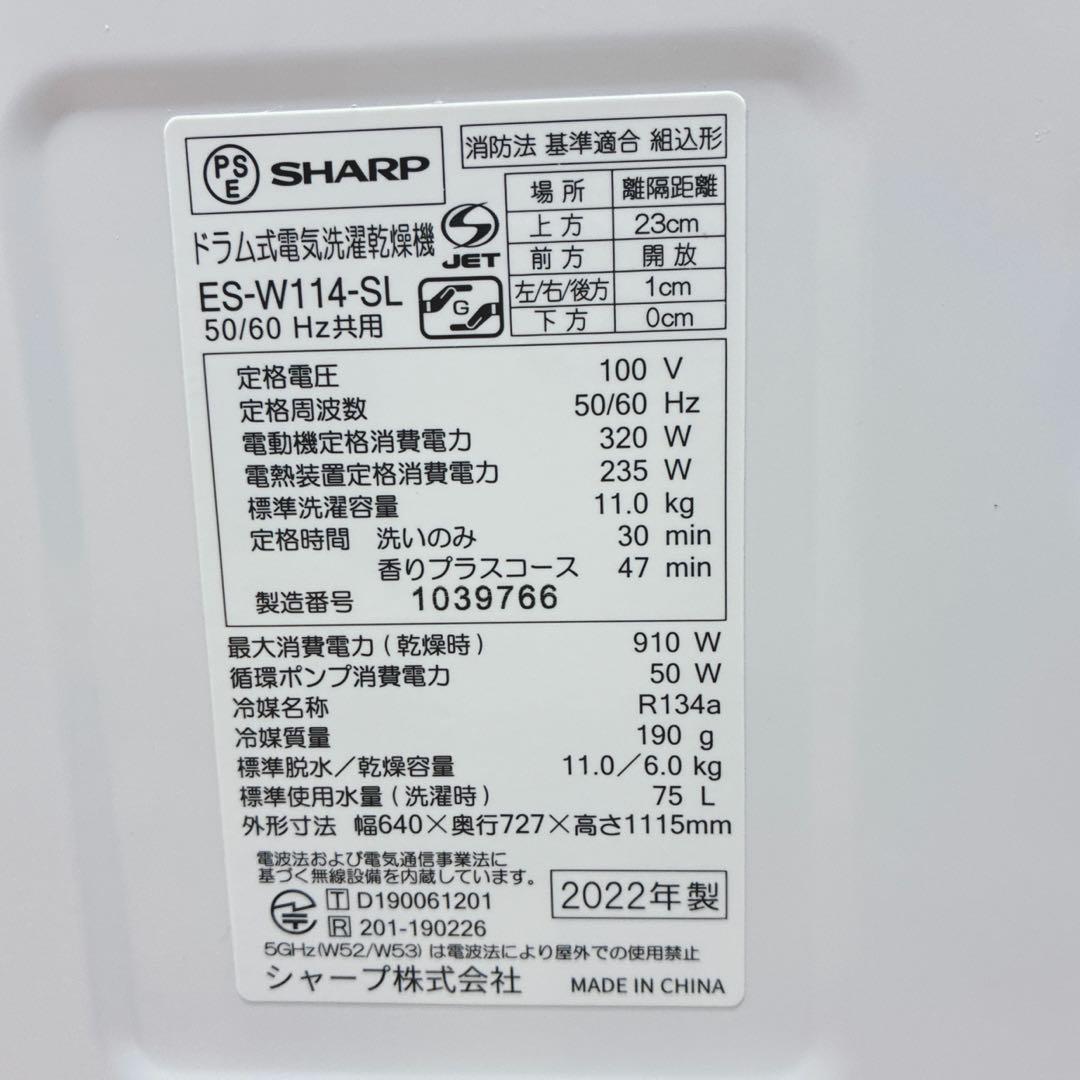 PS
E
SHARP
消防法 基準適合 組込形
場所 離隔距離
上方 23cm
前方 開放
左/右/後方 1cm
下方 0cm
ドラム式電気洗濯乾燥機
S
JET
ES-W114-SL
G
50/60 Hz共用
定格電圧 100 V
定格周波数 50/60 Hz
電動機定格消費電力 320 W
電熱装置定格消費電力 235 W
標準洗濯容量 11.0 kg
定格時間 洗いのみ 30 min
香りプラスコース 47 min
製造番号 1039766
最大消費電力(乾燥時) 910 W
循環ポンプ消費電力 50 W
冷媒名称 R134a
冷媒質量 190 g
標準脱水/乾燥容量 11.0/6.0 kg
標準使用水量(洗濯時) 75 L
外形寸法 幅640×奥行727×高さ1115mm
電波法および電気通信事業法に
基づく無線設備を内蔵しています。
T D190061201
R 201-190226
2022年製
5GHz(W52/W53)は電波法により屋外での使用禁止
シャープ株式会社 MADE IN CHINA